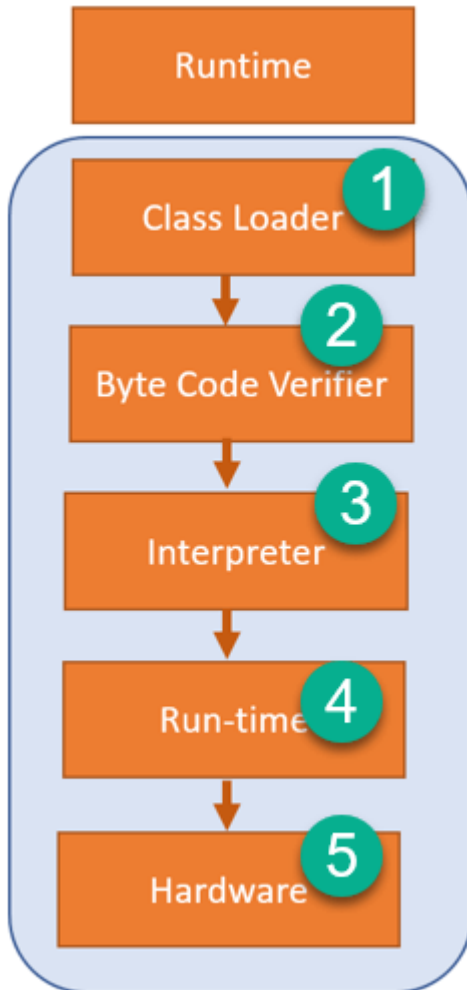 Runtime
1
Class Loader
2
Byte Code Verifier
3
Interpreter
4
Run-time
5
Hardware